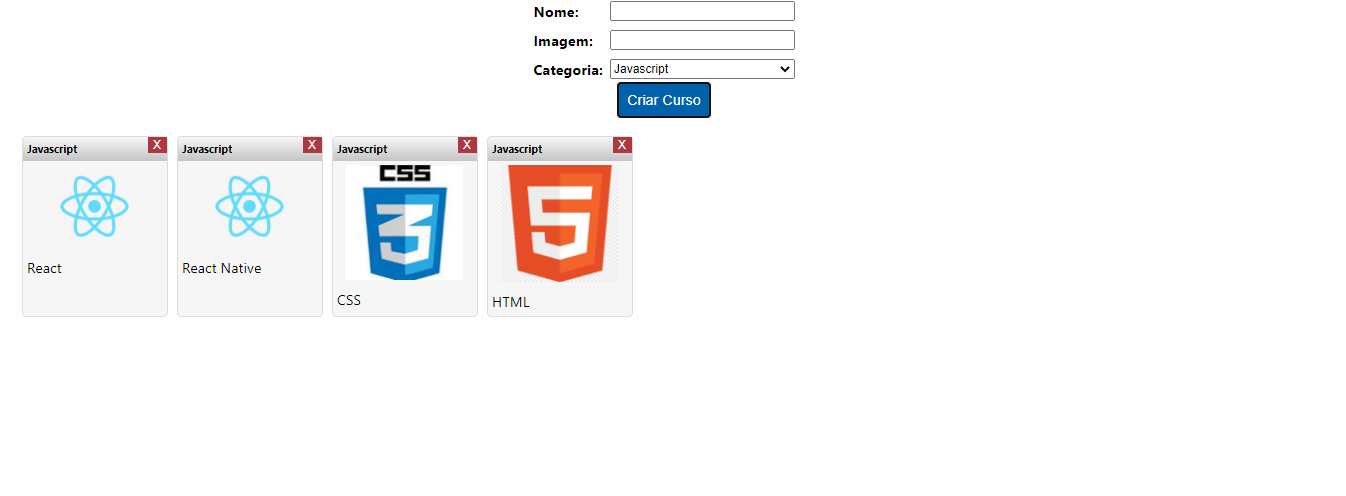 Nome:
Imagem:
Categoria: Javascript
Criar Curso
Javascript X Javascript X Javascript X Javascript X
CSS
3 5
React React Native CSS HTML